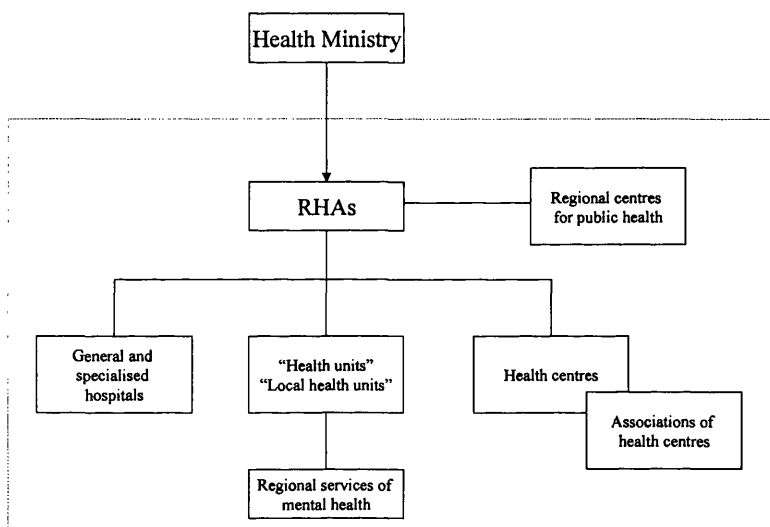 Health Ministry
RHAs
Regional centres
for public health
General and
specialised
hospitals
“Health units”
“Local health units”
Health centres
Associations of
health centres
Regional services of
mental health